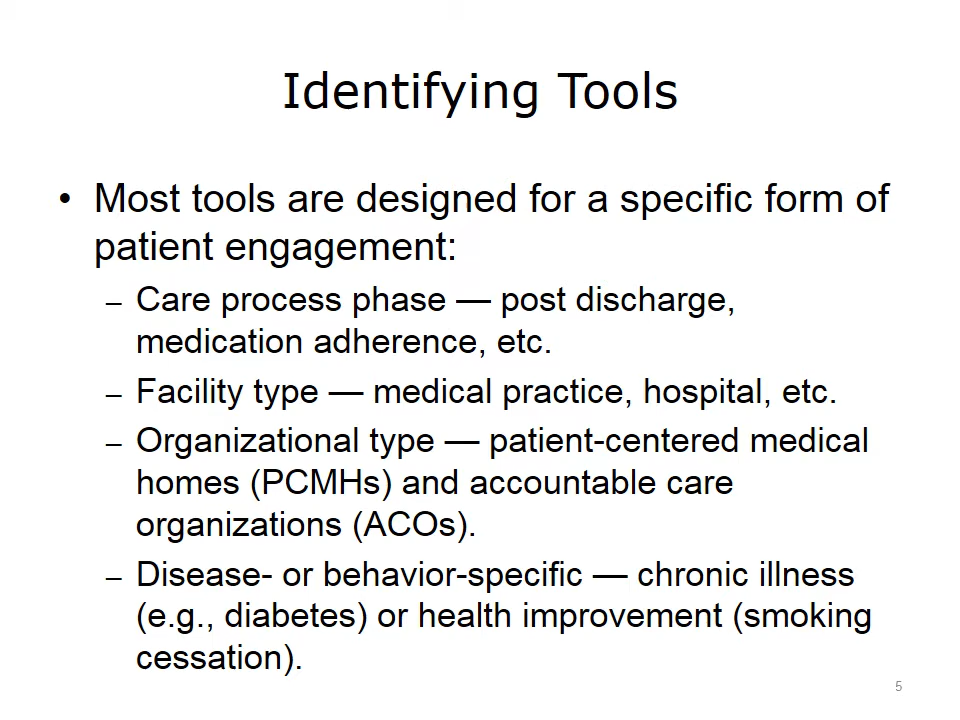 Identifying Tools
• Most tools are designed for a specific form of
patient engagement:
– Care process phase — post discharge,
medication adherence, etc.
– Facility type — medical practice, hospital, etc.
– Organizational type — patient-centered medical
homes (PCMHs) and accountable care
organizations (ACOs).
– Disease- or behavior-specific — chronic illness
(e.g., diabetes) or health improvement (smoking
cessation).
5